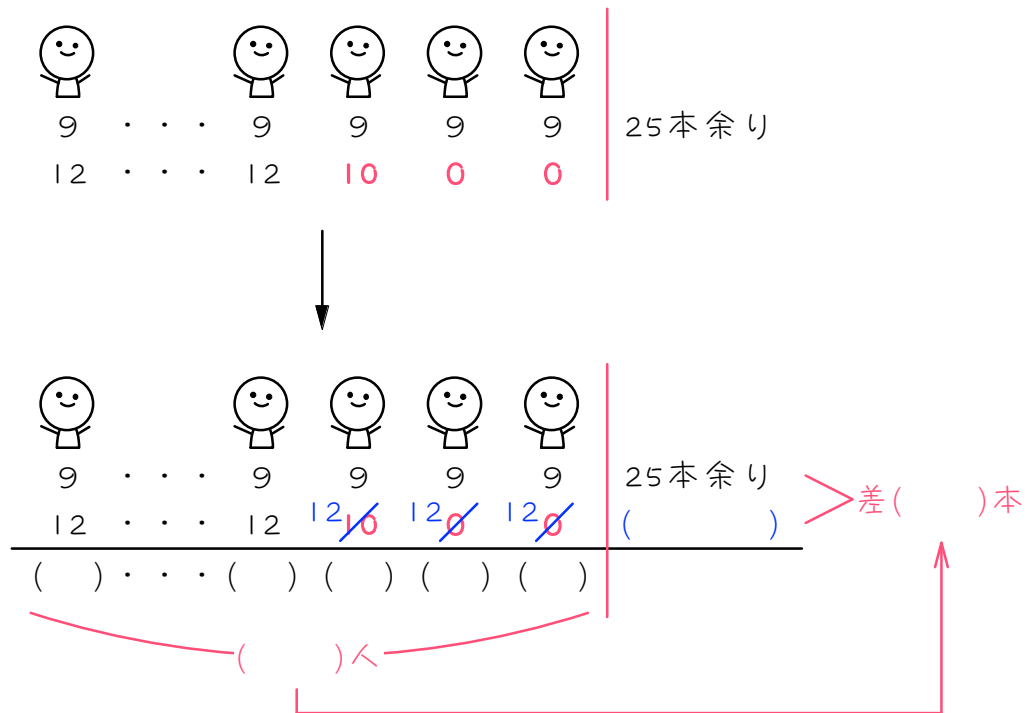 9 ・ ・ ・ 9 9 9 9 25本余り
12 ・ ・ ・ 12 10 0 0
9 ・ ・ ・ 9 9 9 9 25本余り
12 ・ ・ ・ 12 12 10 12 0 12 0 ( ) 差( )本
( ) ・ ・ ・ ( ) ( ) ( ) ( )
( )人